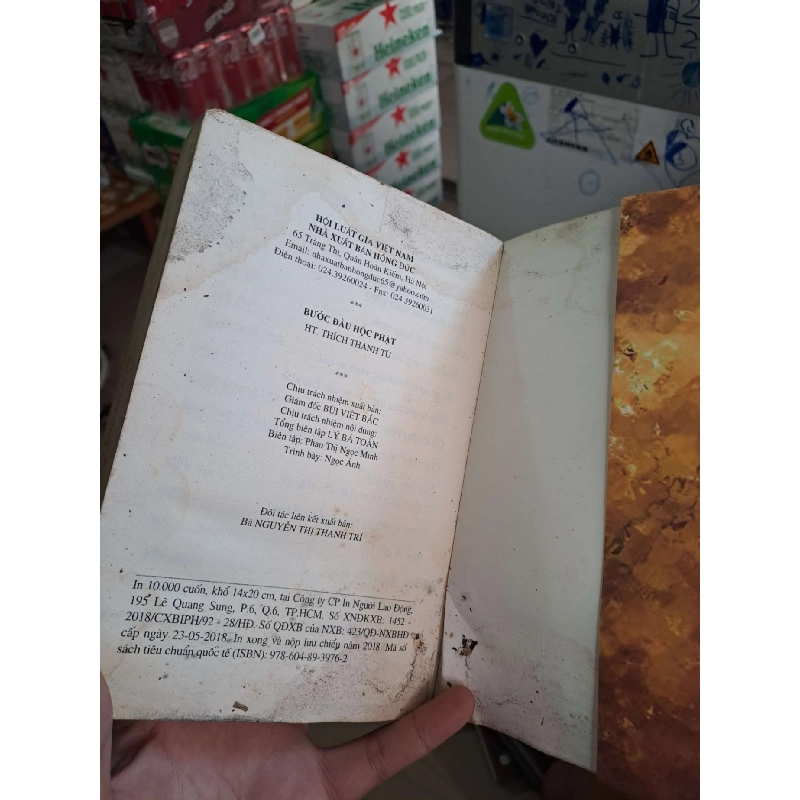 Heineken
Heineken
Heineken
Heineken
HỘI LUẬT GIA VIỆT NAM
NHÀ XUẤT BẢN HỒNG ĐỨC
65 Tràng Thi, Quận Hoàn Kiếm, Hà Nội
Email: nhaxuatbanhongduc65@yahoo.com
Điện thoại: 024.39260024 - Fax: 024.39260031
***
BƯỚC ĐẦU HỌC PHẬT
HT. THÍCH THANH TỪ
***
Chịu trách nhiệm xuất bản:
Giám đốc BÙI VIỆT BẮC
Chịu trách nhiệm nội dung:
Tổng biên tập LÝ BÁ TOÀN
Biên tập: Phan Thị Ngọc Minh
Trình bày: Ngọc Ánh
Đối tác liên kết xuất bản:
Bà NGUYỄN THỊ THANH TRÍ
In 10.000 cuốn, khổ 14x20 cm, tại Công ty CP In Người Lao Động,
195 Lê Quang Sung, P.6, Q.6, TP.HCM. Số XNĐKXB: 1452 -
2018/CXBIPH/92 - 28/HĐ. Số QĐXB của NXB: 423/QĐ-NXBHĐ
cấp ngày 23-05-2018. In xong và nộp lưu chiểu năm 2018. Mã số
sách tiêu chuẩn quốc tế (ISBN): 978-604-89-3976-2